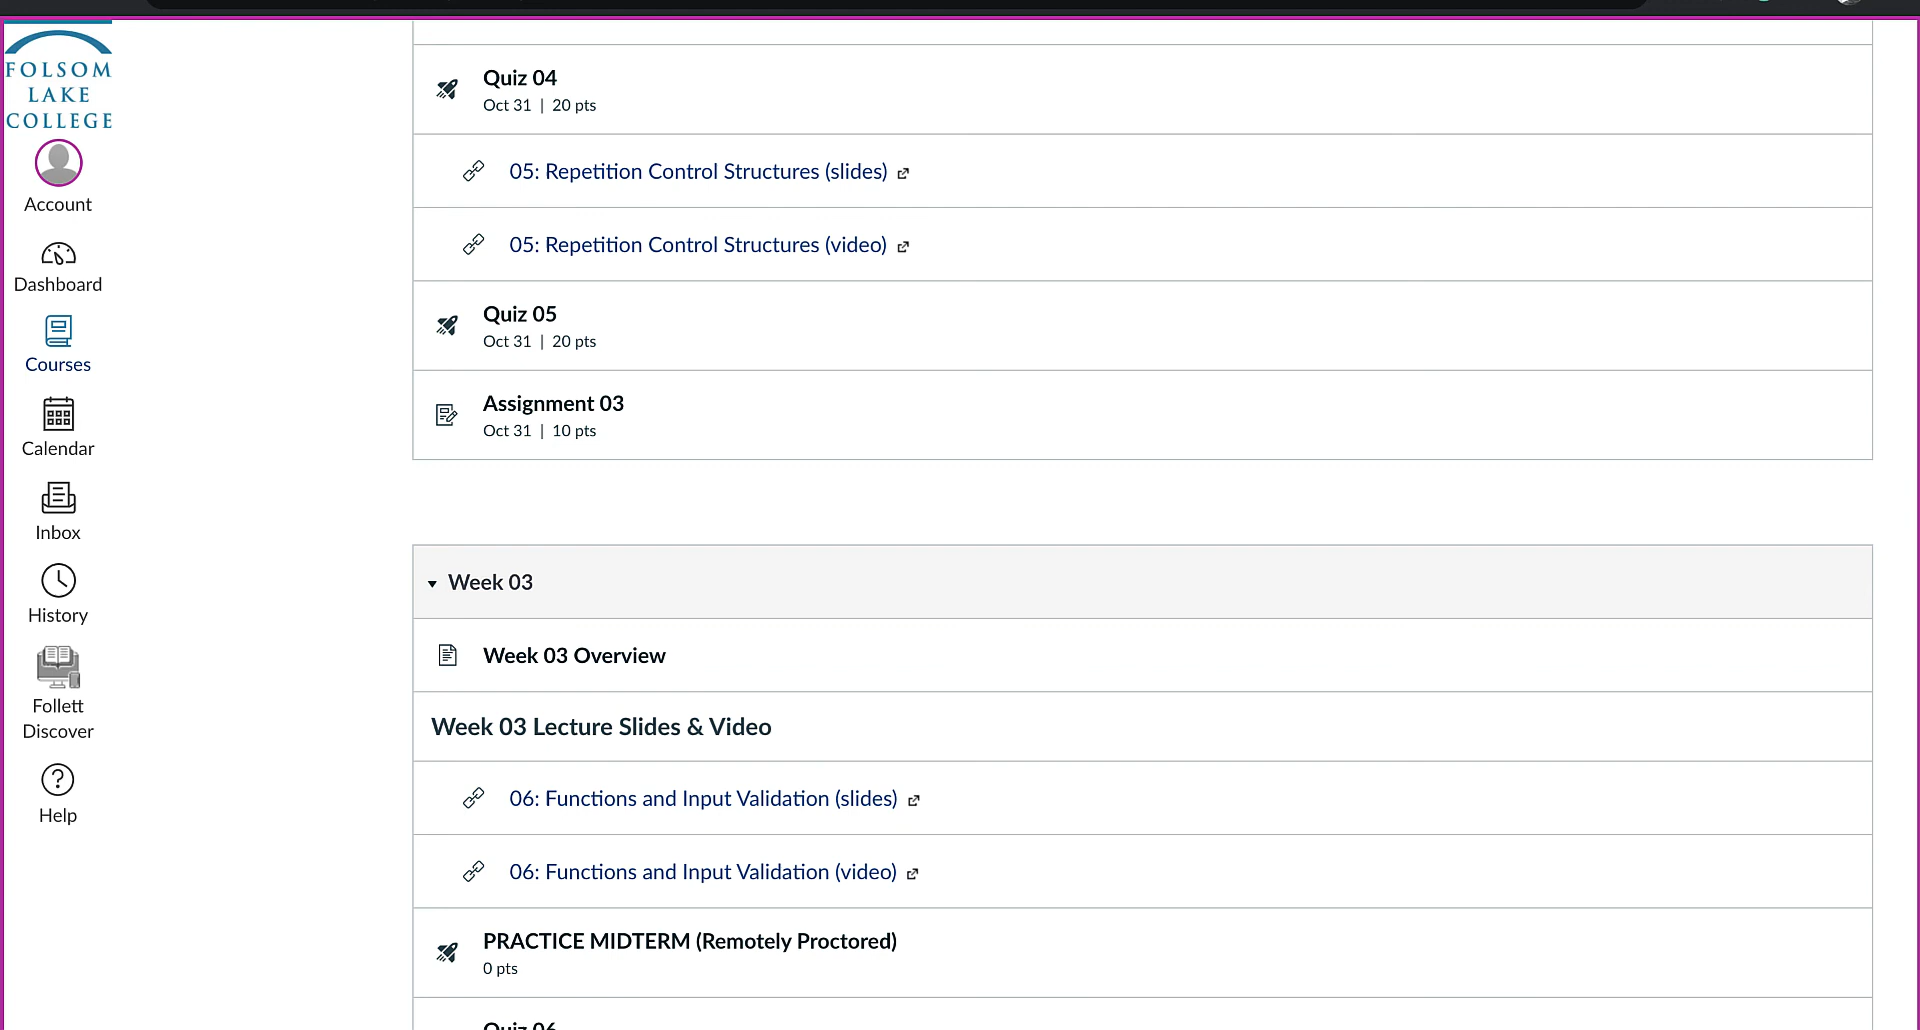 FOLSOM
LAKE
COLLEGE
Account
Dashboard
Courses
Calendar
Inbox
History
Follett
Discover
Help
Quiz 04
Oct 31 | 20 pts
05: Repetition Control Structures (slides)
05: Repetition Control Structures (video)
Quiz 05
Oct 31 | 20 pts
Assignment 03
Oct 31 | 10 pts
Week 03
Week 03 Overview
Week 03 Lecture Slides & Video
06: Functions and Input Validation (slides)
06: Functions and Input Validation (video)
PRACTICE MIDTERM (Remotely Proctored)
0 pts
Quiz 06